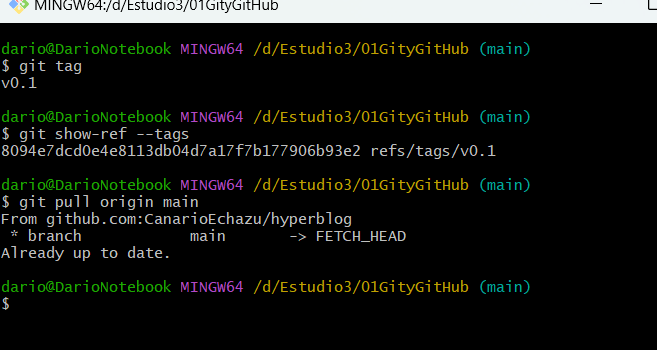 MINGW64:/d/Estudio3/01GityGitHub
dario@DarioNotebook MINGW64 /d/Estudio3/01GityGitHub (main)
$ git tag
v0.1
dario@DarioNotebook MINGW64 /d/Estudio3/01GityGitHub (main)
$ git show-ref --tags
8094e7dcd0e4e8113db04d7a17f7b177906b93e2 refs/tags/v0.1
dario@DarioNotebook MINGW64 /d/Estudio3/01GityGitHub (main)
$ git pull origin main
From github.com:CanarioEchazu/hyperblog
 * branch            main       -> FETCH_HEAD
Already up to date.
dario@DarioNotebook MINGW64 /d/Estudio3/01GityGitHub (main)
$